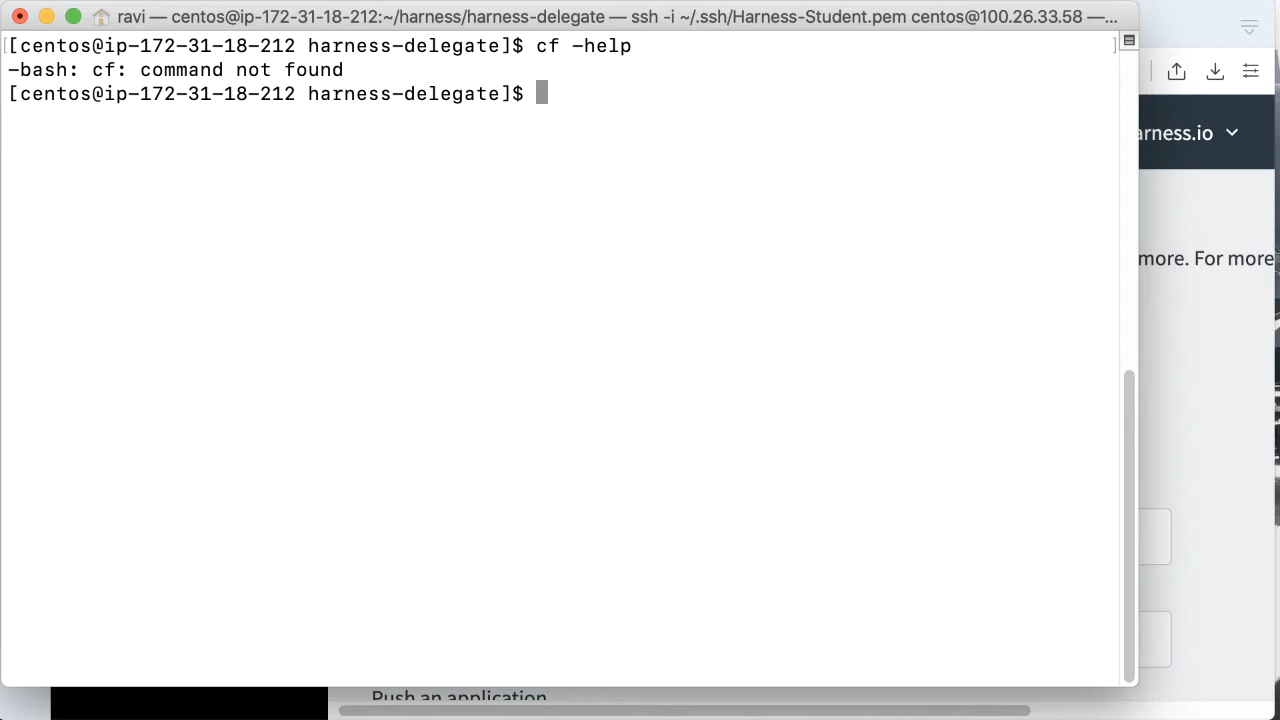 ravi — centos@ip-172-31-18-212:~/harness/harness-delegate — ssh -i ~/.ssh/Harness-Student.pem centos@100.26.33.58 —...
[[centos@ip-172-31-18-212 harness-delegate]$ cf -help ]
-bash: cf: command not found
[centos@ip-172-31-18-212 harness-delegate]$
arness.io
more. For more
Push an application